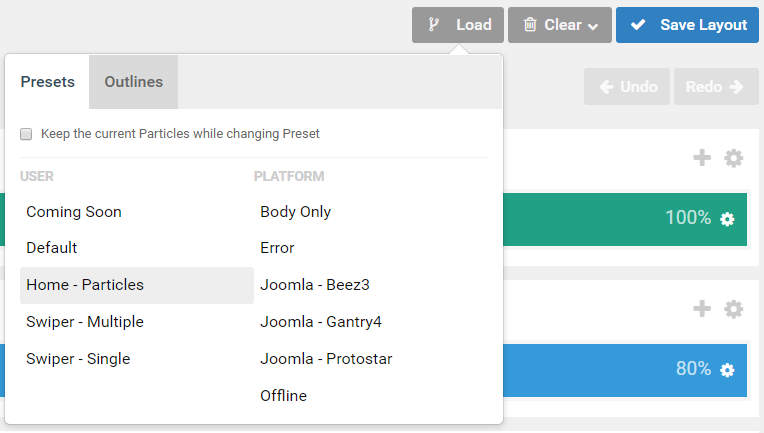 Load Clear Save Layout
Presets Outlines
Undo Redo
Keep the current Particles while changing Preset
USER PLATFORM
Coming Soon Body Only
100%
Default Error
Home - Particles Joomla - Beez3
Swiper - Multiple Joomla - Gantry4
Swiper - Single Joomla - Protostar
80%
Offline